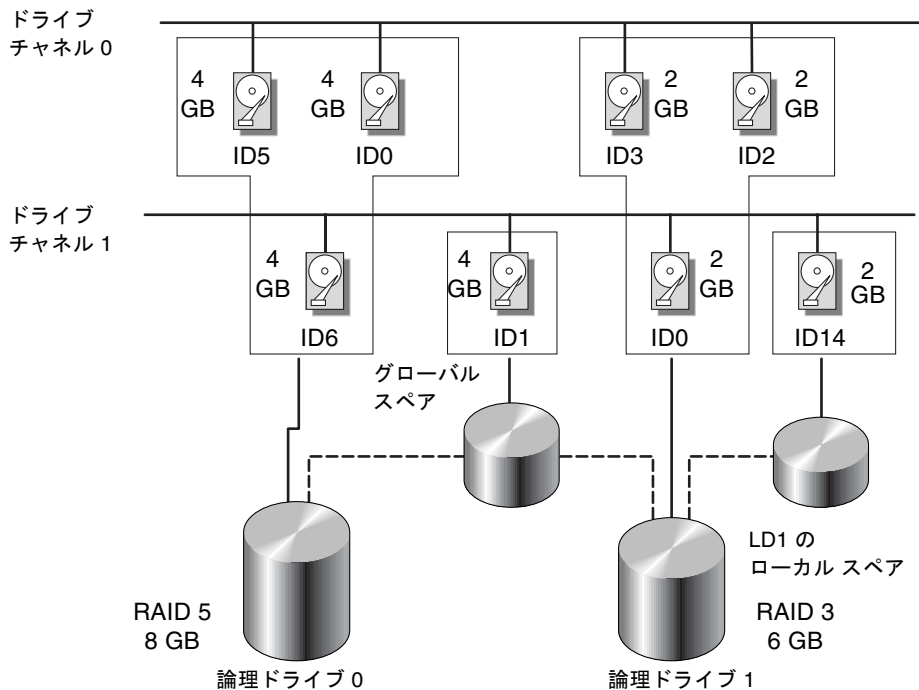 ドライブ
チャネル 0
4
GB
4
GB
2
GB
2
GB
ID5
ID0
ID3
ID2
ドライブ
チャネル 1
4
GB
4
GB
2
GB
2
GB
ID6
ID1
ID0
ID14
グローバル
スペア
LD1 の
ローカル スペア
RAID 5
8 GB
RAID 3
6 GB
論理ドライブ 0
論理ドライブ 1